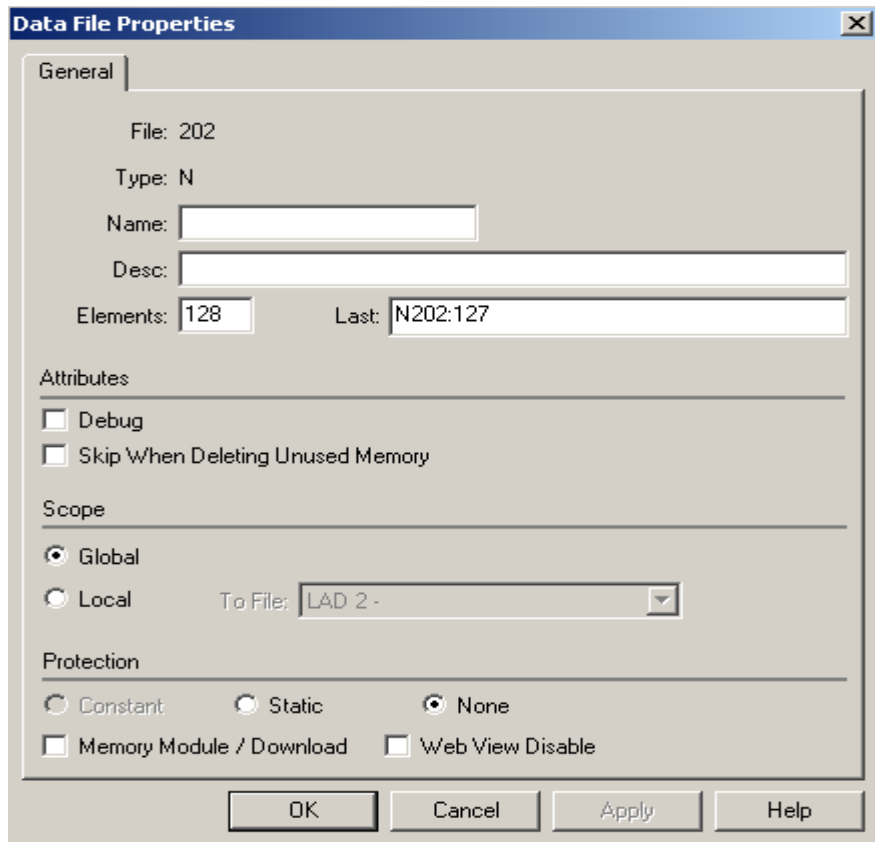 Data File Properties
General
File: 202
Type: N
Name:
Desc:
Elements: 128 Last: N202:127
Attributes
Debug
Skip When Deleting Unused Memory
Scope
Global
Local To File: LAD 2 -
Protection
Constant Static None
Memory Module / Download Web View Disable
OK Cancel Apply Help